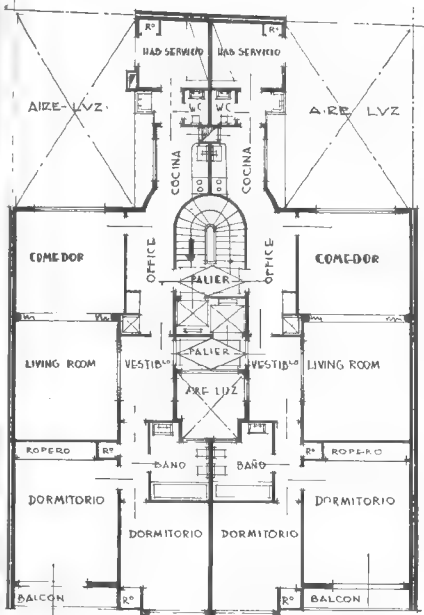 Rº Rº
HAB SERVICIO HAB SERVICIO
AIRE-LUZ WC WC AIRE LUZ
COCINA COCINA
OFFICE OFFICE
COMEDOR PALIER COMEDOR
LIVING ROOM VESTIBLO PALIER VESTIBLO LIVING ROOM
AIRE LUZ
ROPERO Rº BAÑO BAÑO Rº ROPERO
DORMITORIO DORMITORIO
DORMITORIO DORMITORIO
BALCON Rº Rº BALCON